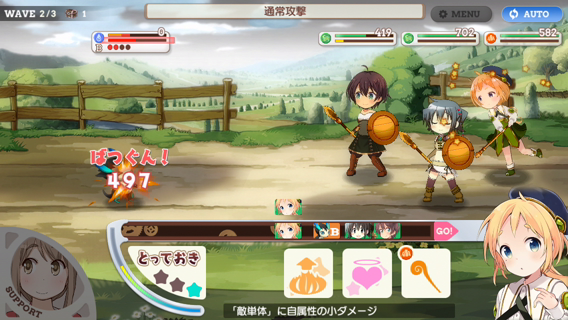 WAVE 2/3 1
通常攻撃
MENU
AUTO
0
B
419
702
582
ばつぐん!
497
B
GO!
とっておき
SUPPORT
「敵単体」に自属性の小ダメージ